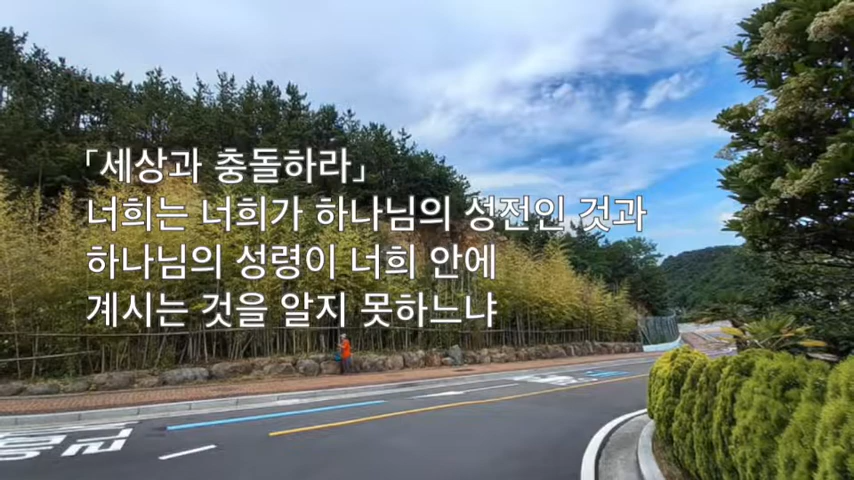 「세상과 충돌하라」
너희는 너희가 하나님의 성전인 것과
하나님의 성령이 너희 안에
계시는 것을 알지 못하느냐